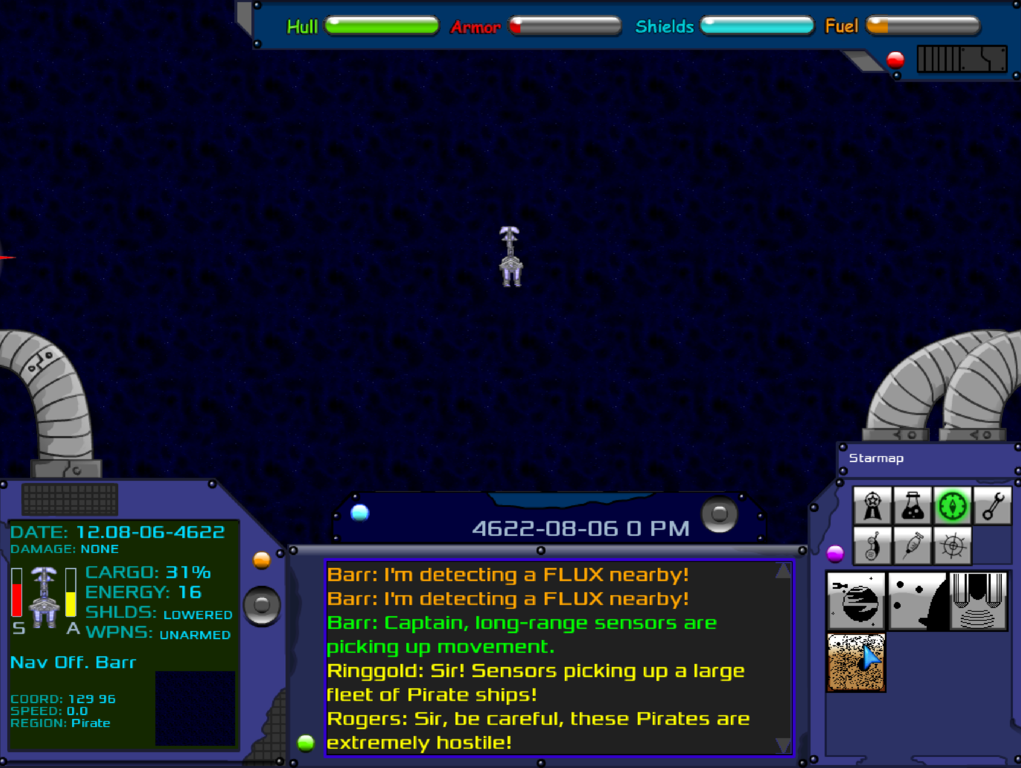 Hull Armor Shields Fuel
Starmap
4622-08-06 0 PM
DATE: 12.08-06-4622
DAMAGE: NONE
CARGO: 31%
ENERGY: 16
SHLDS: LOWERED
S A WPNS: UNARMED
Nav Off. Barr
COORD: 129 96
SPEED: 0.0
REGION: Pirate
Barr: I'm detecting a FLUX nearby!
Barr: I'm detecting a FLUX nearby!
Barr: Captain, long-range sensors are
picking up movement.
Ringgold: Sir! Sensors picking up a large
fleet of Pirate ships!
Rogers: Sir, be careful, these Pirates are
extremely hostile!